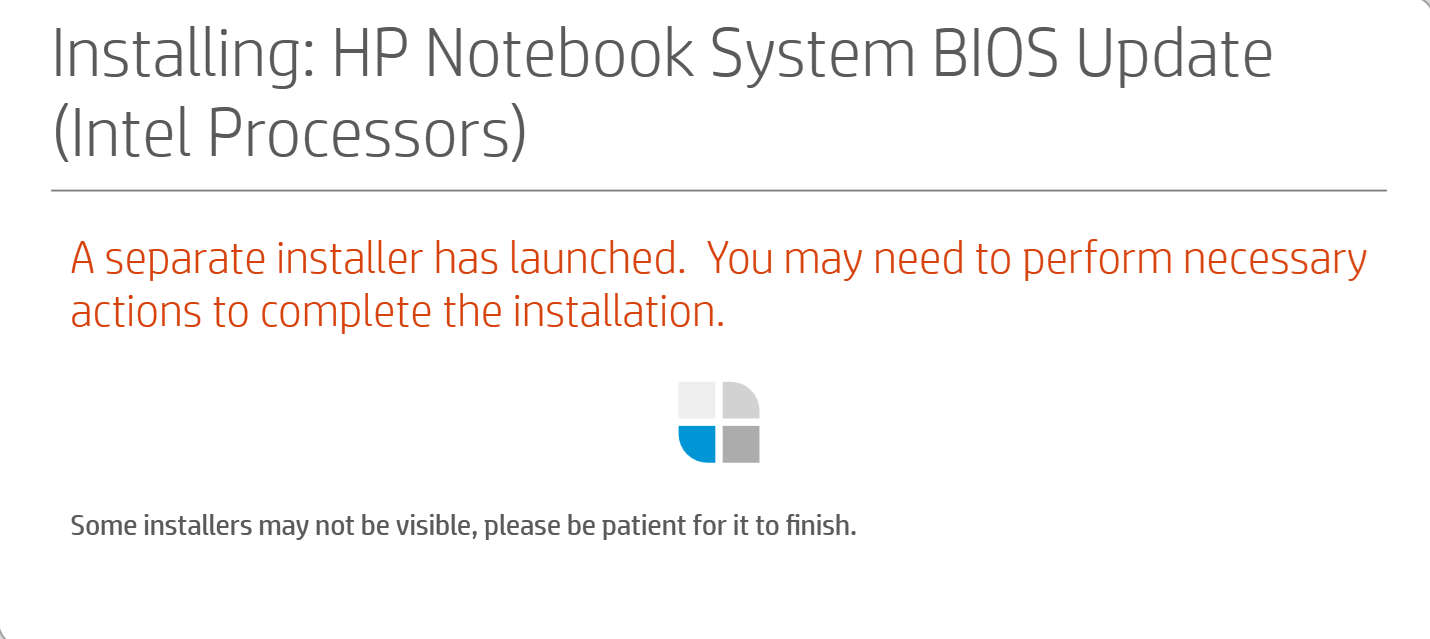 Installing: HP Notebook System BIOS Update
(Intel Processors)
A separate installer has launched.  You may need to perform necessary
actions to complete the installation.
Some installers may not be visible, please be patient for it to finish.